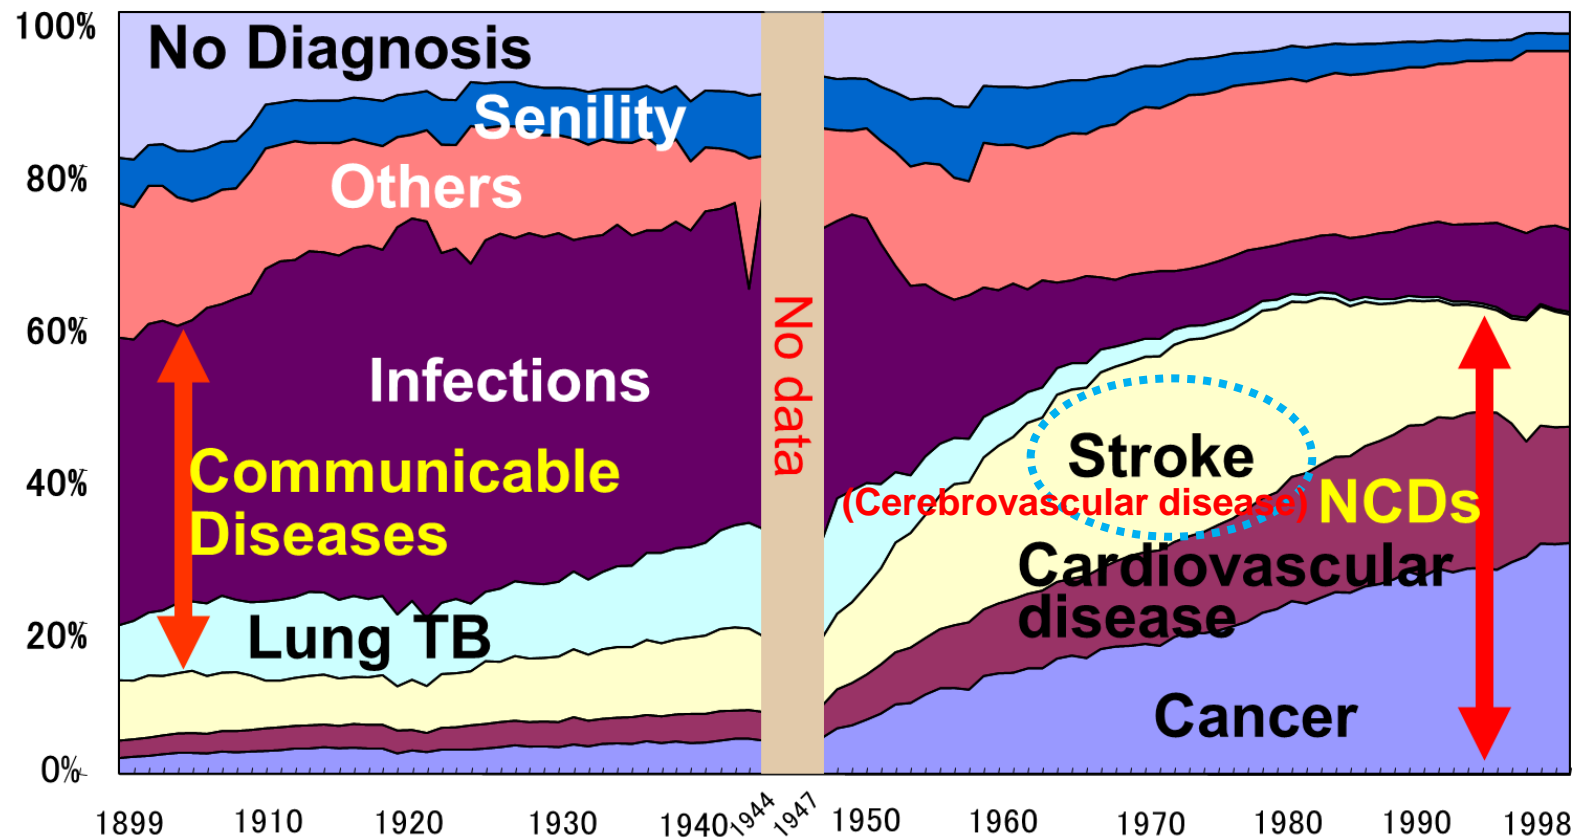 100%
No Diagnosis
Senility
80%
Others
60%
No data
Infections
Communicable
Diseases
40%
Stroke
(Cerebrovascular disease)
NCDs
Cardiovascular
disease
20%
Lung TB
Cancer
0%
1899 1910 1920 1930 1940 1944 1947 1950 1960 1970 1980 1990 1998